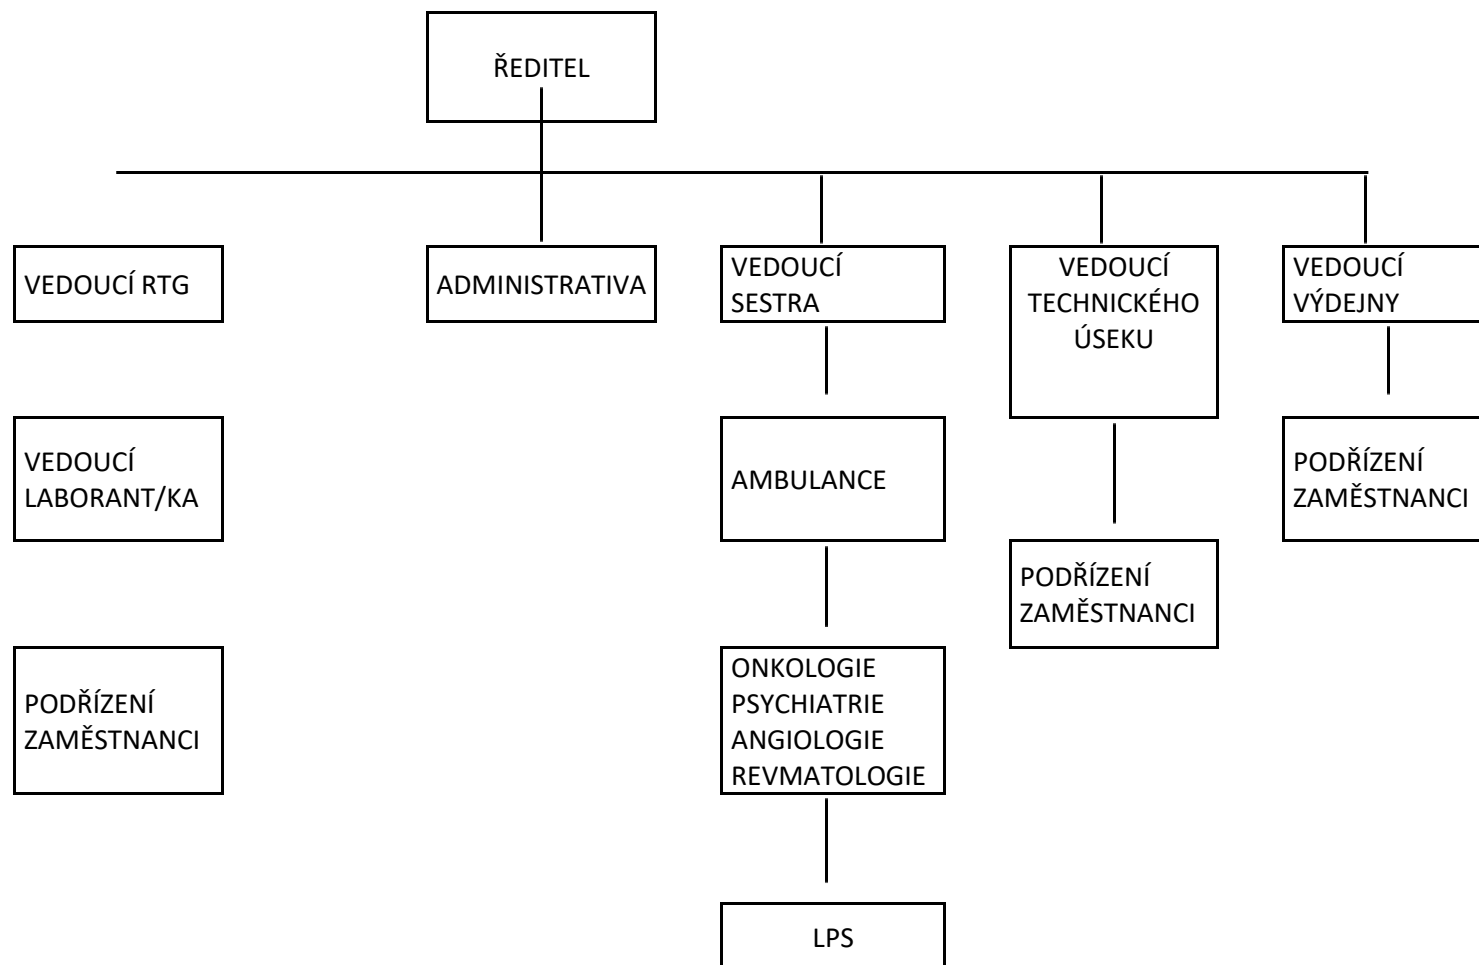 ŘEDITEL
VEDOUCÍ RTG
ADMINISTRATIVA
VEDOUCÍ
SESTRA
VEDOUCÍ
TECHNICKÉHO
ÚSEKU
VEDOUCÍ
VÝDEJNY
VEDOUCÍ
LABORANT/KA
AMBULANCE
PODŘÍZENÍ
ZAMĚSTNANCI
PODŘÍZENÍ
ZAMĚSTNANCI
PODŘÍZENÍ
ZAMĚSTNANCI
ONKOLOGIE
PSYCHIATRIE
ANGIOLOGIE
REVMATOLOGIE
LPS